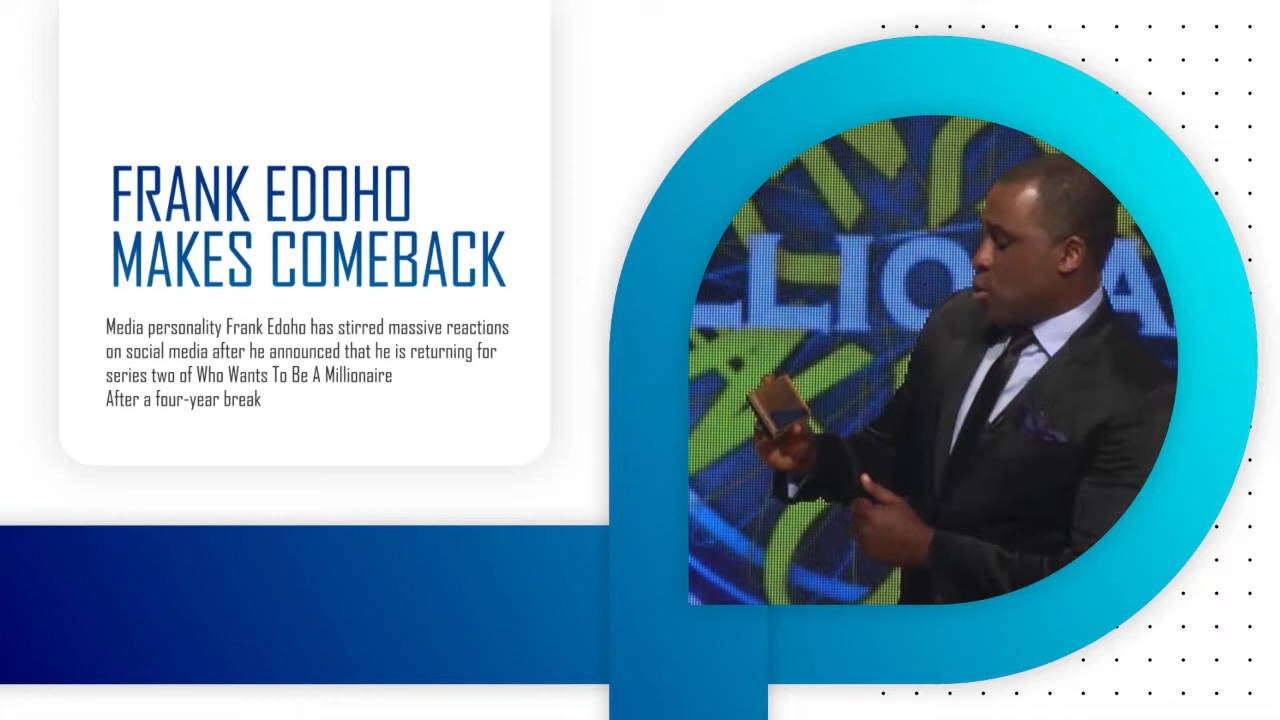 FRANK EDOHO
MAKES COMEBACK
Media personality Frank Edoho has stirred massive reactions
on social media after he announced that he is returning for
series two of Who Wants To Be A Millionaire
After a four-year break
LLIO A